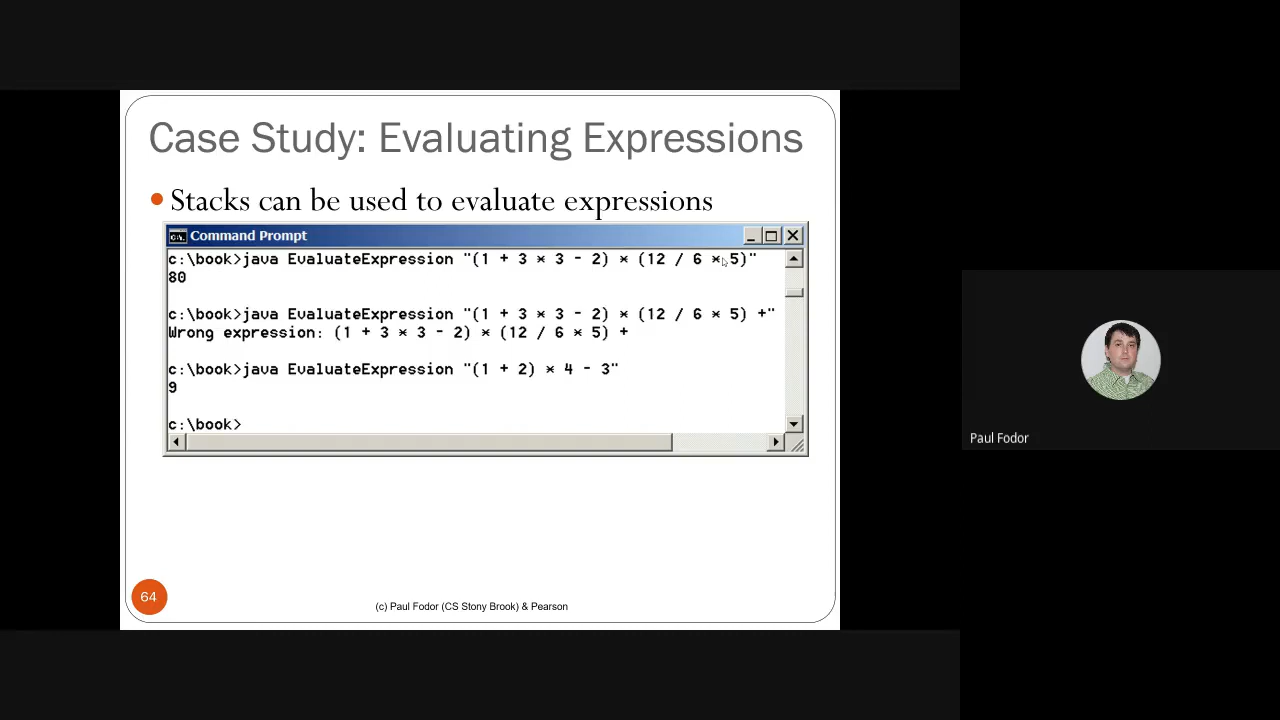 Case Study: Evaluating Expressions
Stacks can be used to evaluate expressions
Command Prompt
c:\book>java EvaluateExpression "(1 + 3 * 3 - 2) * (12 / 6 * 5)"
80
c:\book>java EvaluateExpression "(1 + 3 * 3 - 2) * (12 / 6 * 5) +"
Wrong expression: (1 + 3 * 3 - 2) * (12 / 6 * 5) +
c:\book>java EvaluateExpression "(1 + 2) * 4 - 3"
9
c:\book>
64
(c) Paul Fodor (CS Stony Brook) & Pearson
Paul Fodor